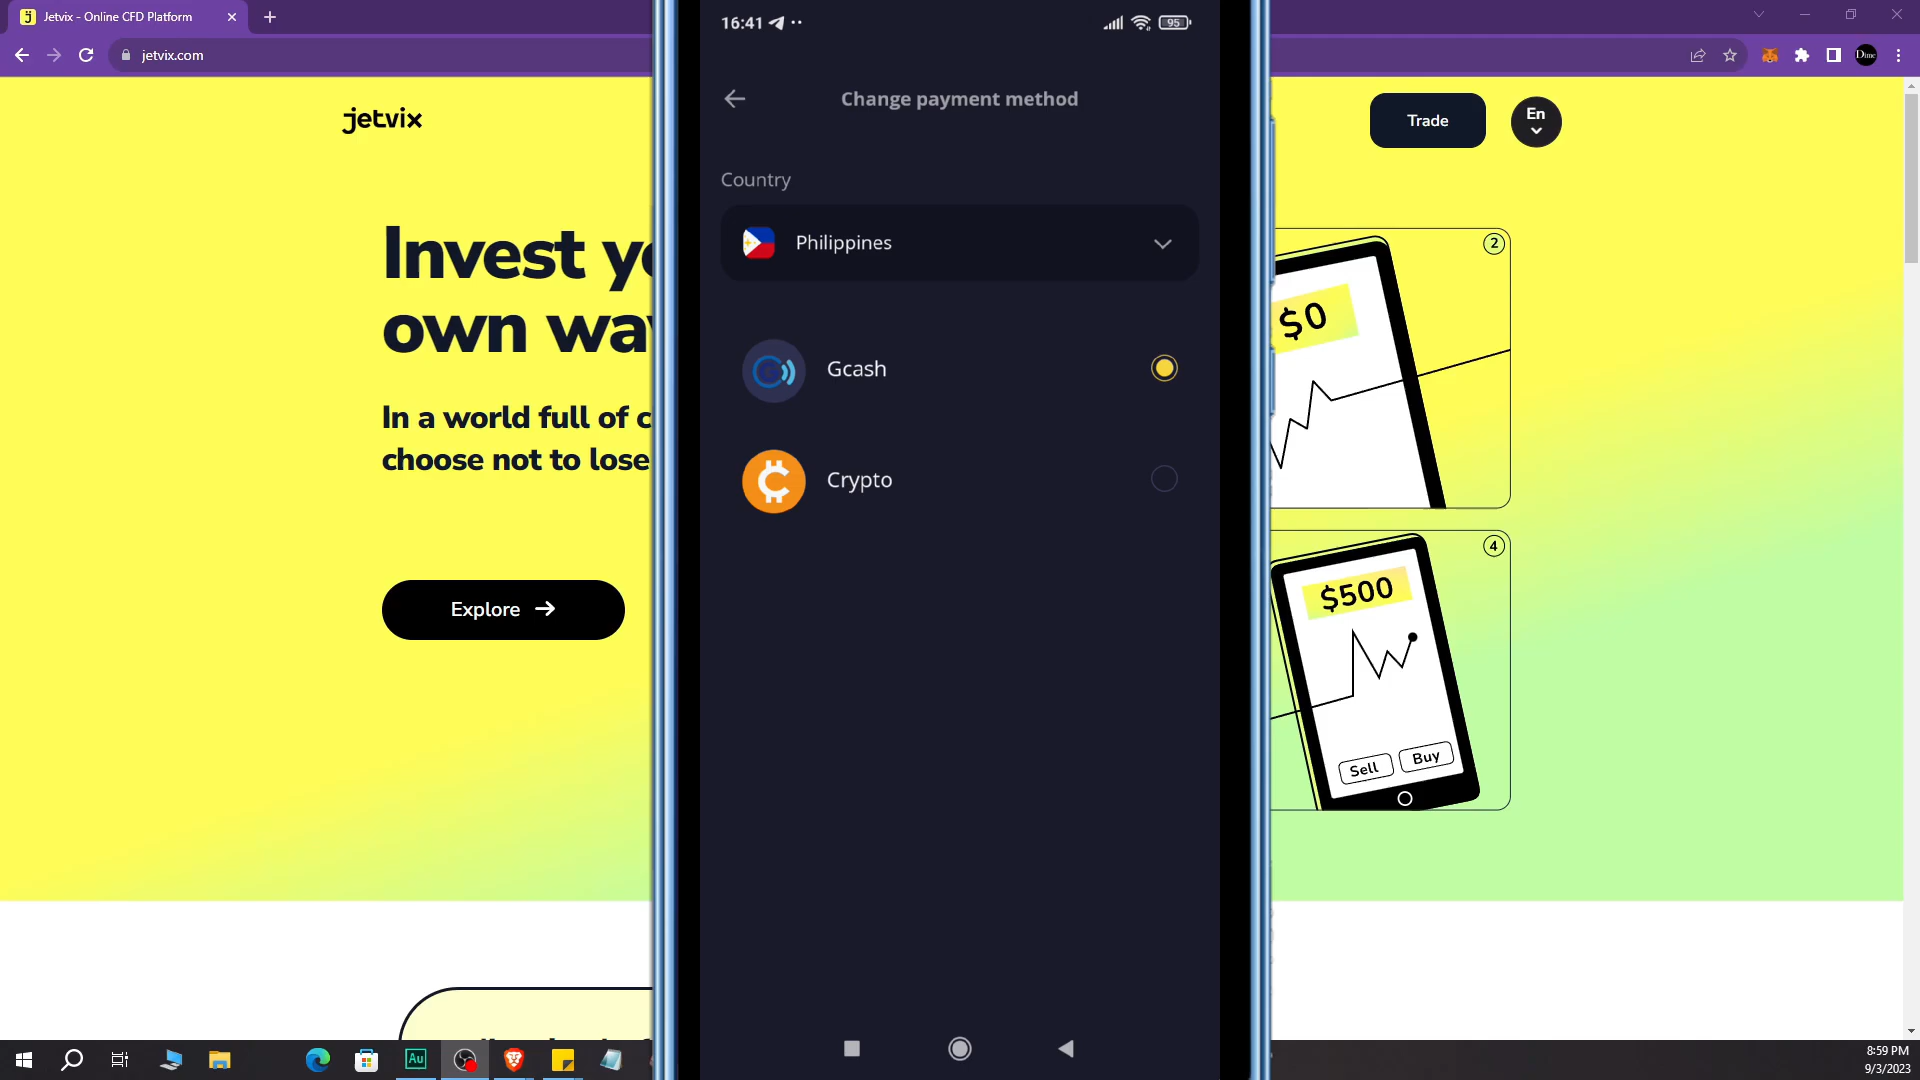 Jetvix - Online CFD Platform
jetvix.com
16:41
95
Change payment method
Country
Philippines
Gcash
Crypto
jetvix
Trade
En
Invest yo
own wa
In a world full of c
choose not to lose
Explore
2
$0
4
$500
Sell
Buy
Au
8:59 PM
9/3/2023